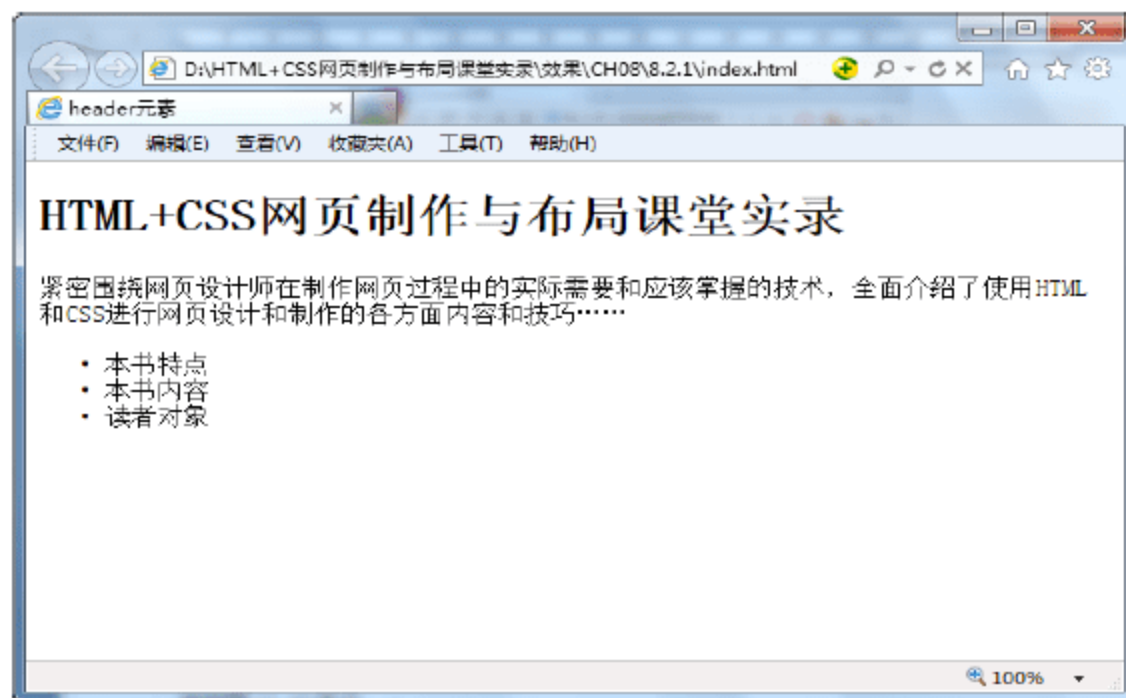 D:\HTML+CSS网页制作与布局课堂实录\效果\CH08\8.2.1\index.html
header元素
文件(F) 编辑(E) 查看(V) 收藏夹(A) 工具(T) 帮助(H)
HTML+CSS网页制作与布局课堂实录
紧密围绕网页设计师在制作网页过程中的实际需要和应该掌握的技术，全面介绍了使用HTML
和CSS进行网页设计和制作的各方面内容和技巧……
• 本书特点
• 本书内容
• 读者对象
100%